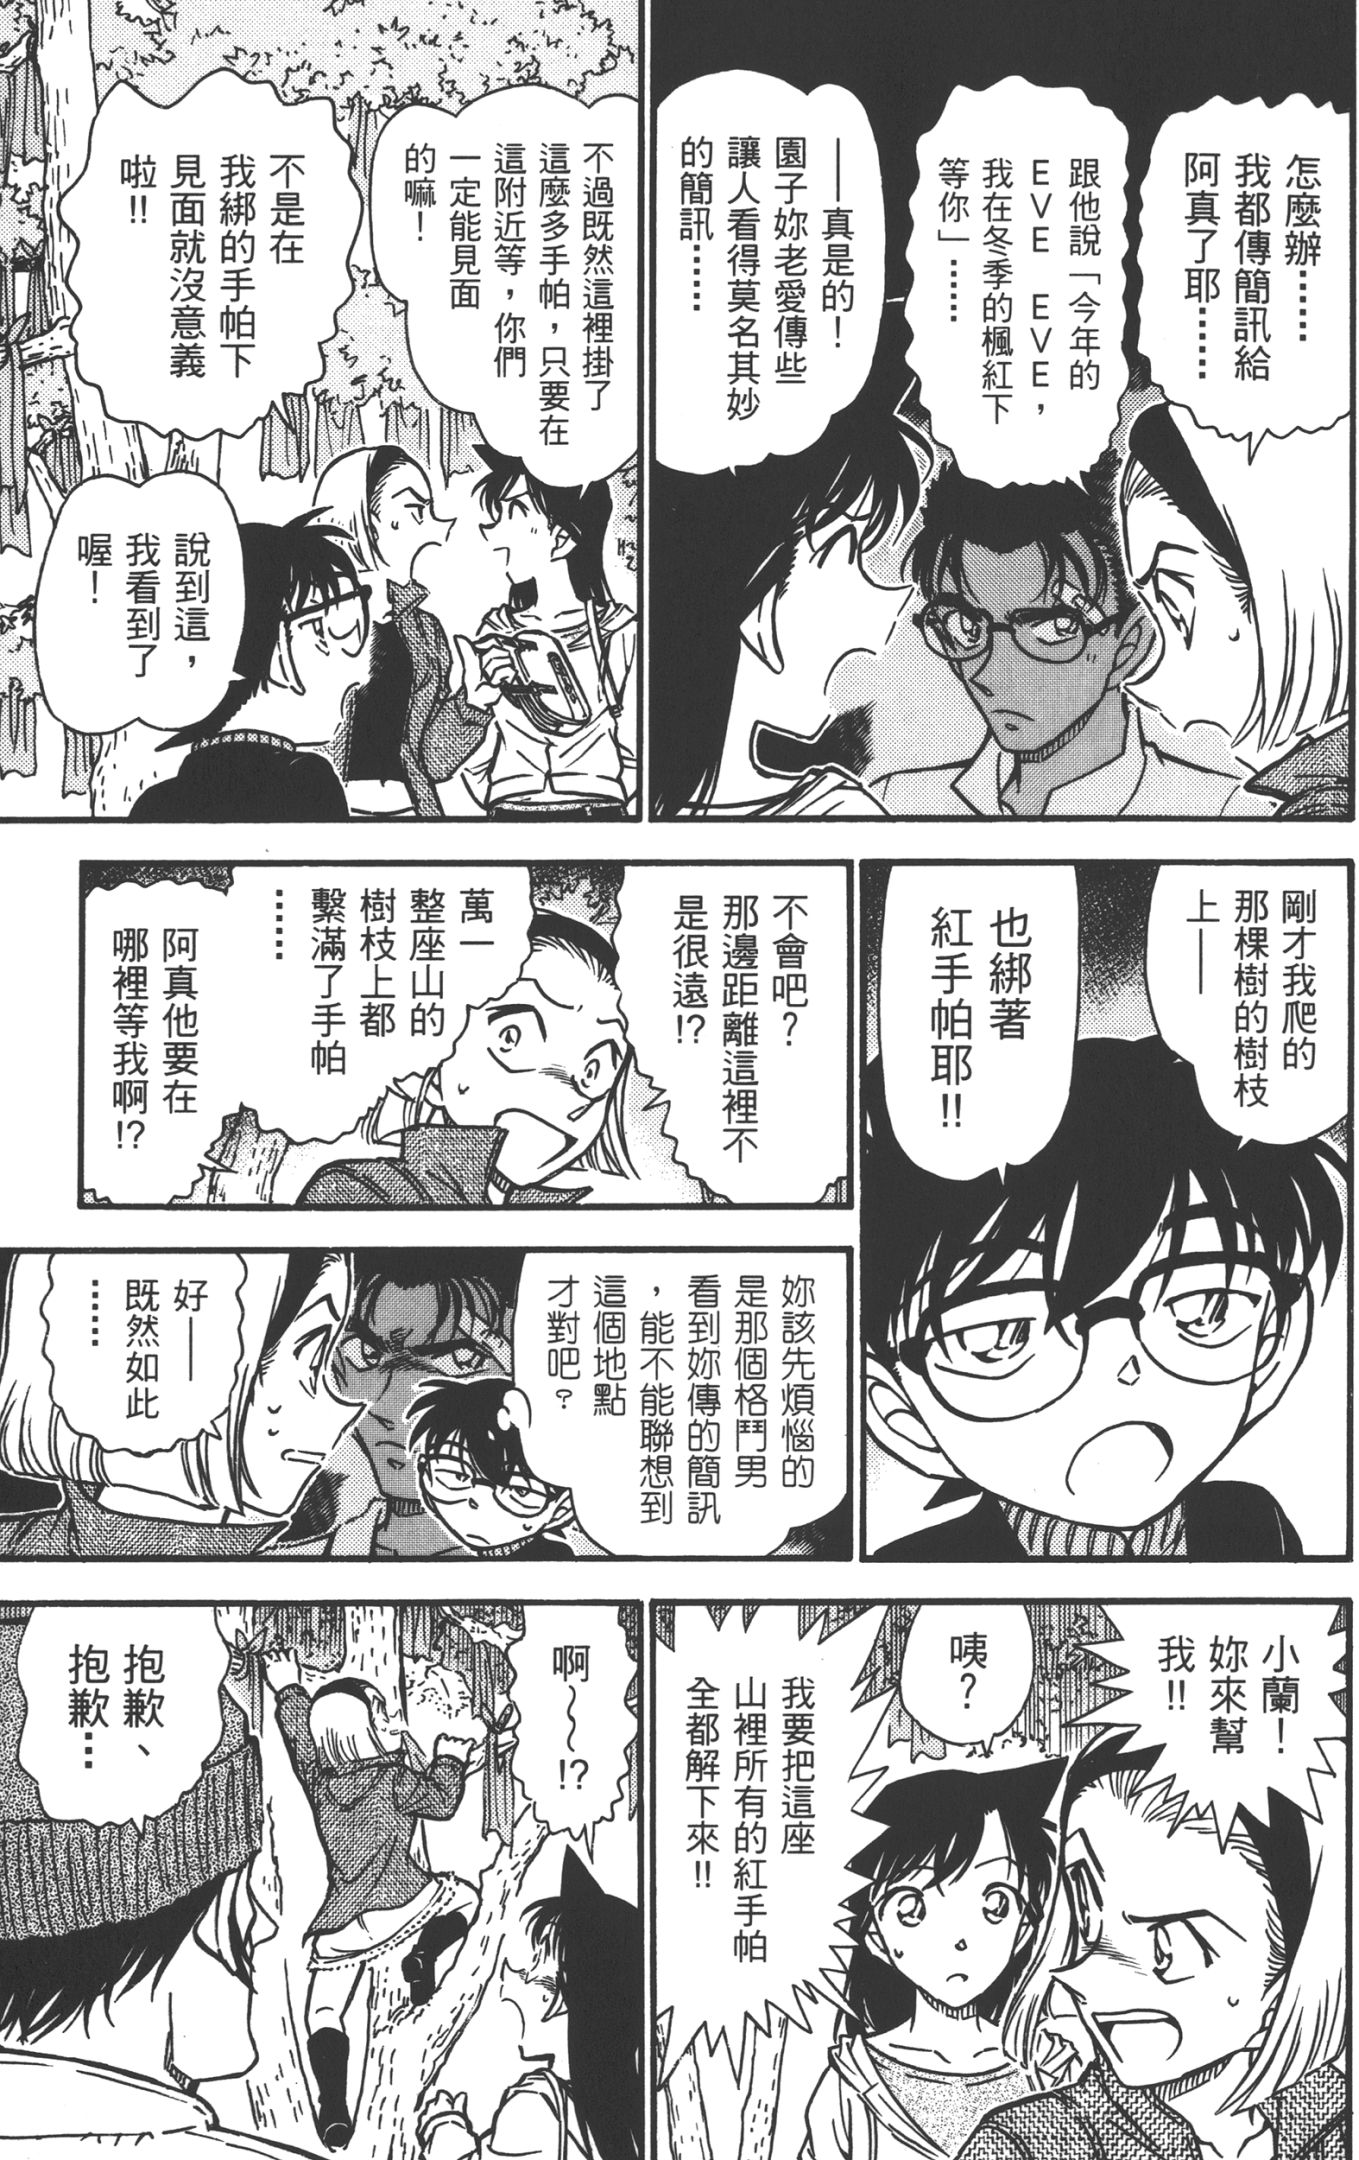 怎麼辦……
我都傳簡訊給
阿真了耶……
跟他說「今年的
EVE EVE，
我在冬季的楓紅下
等你」……
——真是的！
園子妳老愛傳些
讓人看得莫名其妙
的簡訊……
不過既然這裡掛了
這麼多手帕，只要在
這附近等，你們
一定能見面
的嘛！
不是在
我綁的手帕下
見面就沒意義
啦!!
說到這，
我看到了
喔！
剛才我爬的
那棵樹的樹枝
上——
也綁著
紅手帕耶!!
不會吧？
那邊距離這裡不
是很遠!?
萬一
整座山的
樹枝上都
繫滿了手帕
……
阿真他要在
哪裡等我啊!?
妳該先煩惱的
是那個格鬥男
看到妳傳的簡訊
，能不能聯想到
這個地點
才對吧？
好——
既然如此
……
小蘭！
妳來幫
我!!
咦？
我要把這座
山裡所有的紅手帕
全都解下來!!
啊～～!?
抱歉、
抱歉…